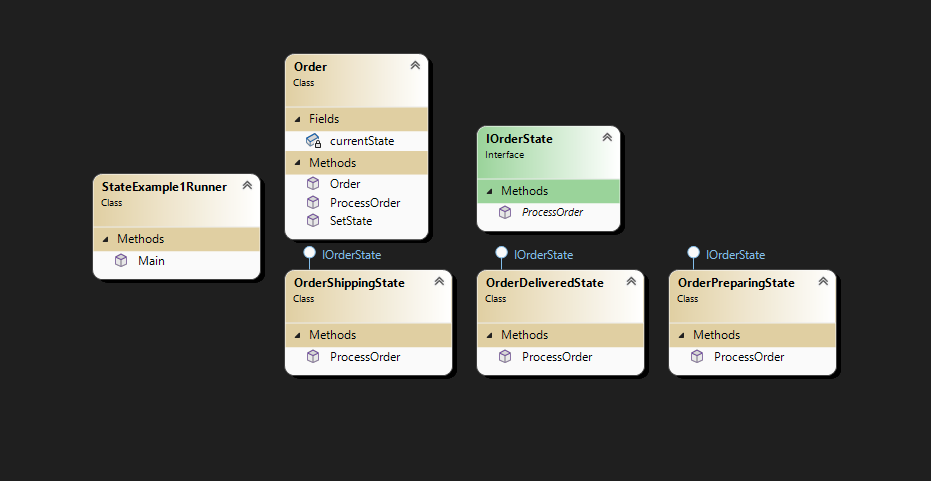 Order
Class
Fields
currentState
Methods
Order
ProcessOrder
SetState
IOrderState
Interface
Methods
ProcessOrder
StateExample1Runner
Class
Methods
Main
IOrderState
OrderShippingState
Class
Methods
ProcessOrder
IOrderState
OrderDeliveredState
Class
Methods
ProcessOrder
IOrderState
OrderPreparingState
Class
Methods
ProcessOrder